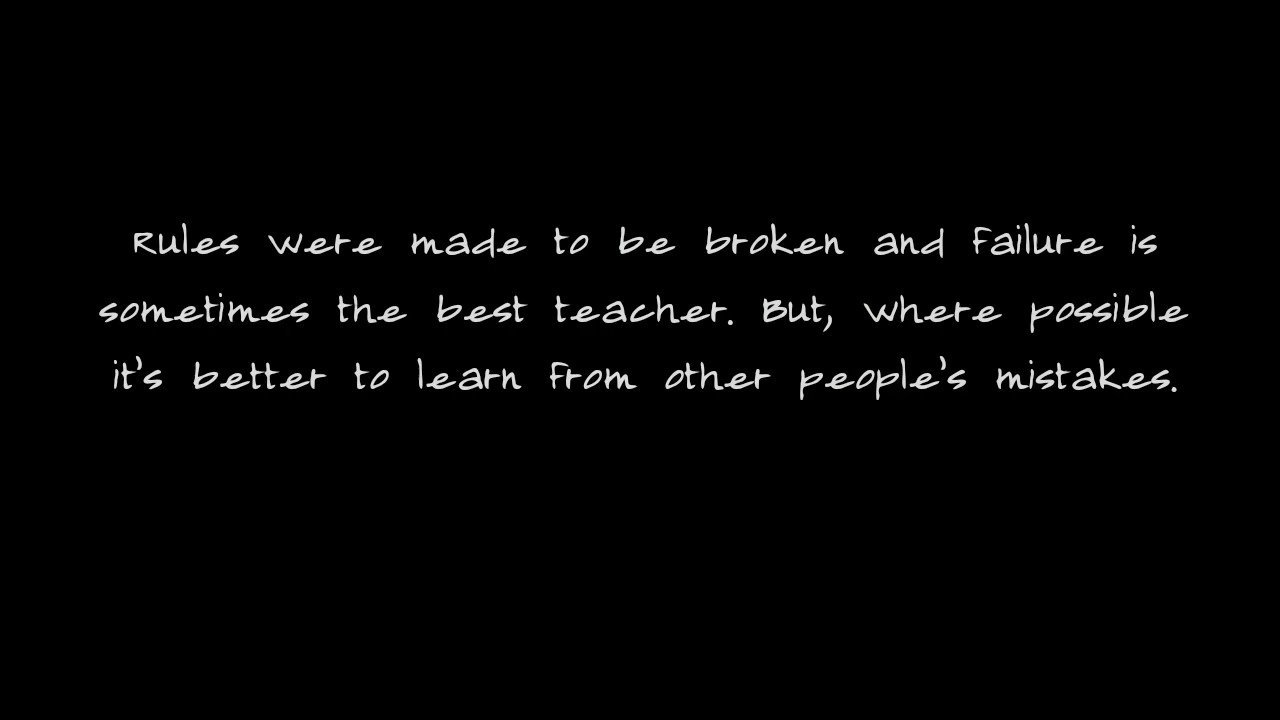 Rules were made to be broken and failure is
sometimes the best teacher. But, where possible
it's better to learn from other people's mistakes.